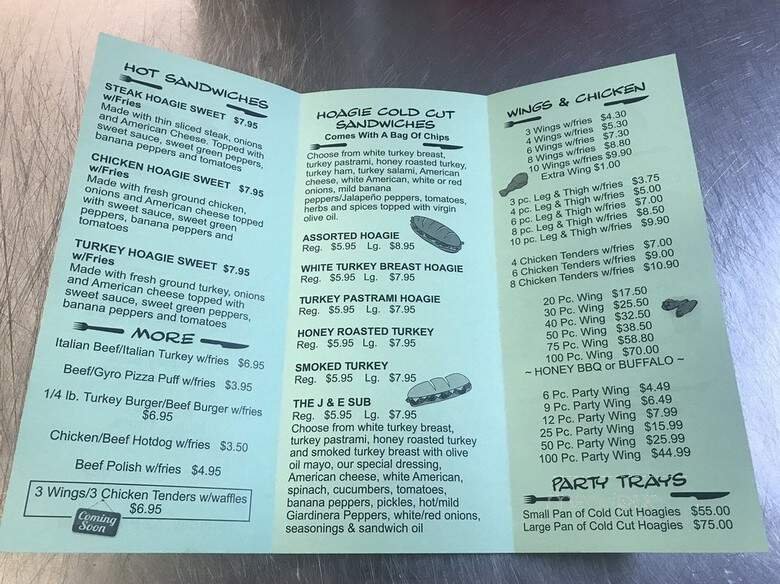 HOT SANDWICHES
STEAK HOAGIE SWEET $7.95
w/Fries
Made with thin sliced steak, onions
and American Cheese. Topped with
sweet sauce, sweet green peppers,
banana peppers and tomatoes
CHICKEN HOAGIE SWEET $7.95
w/Fries
Made with fresh ground chicken,
onions and American cheese topped
with sweet sauce, sweet green
peppers, banana peppers and
tomatoes
TURKEY HOAGIE SWEET $7.95
w/Fries
Made with fresh ground turkey, onions
and American cheese topped with
sweet sauce, sweet green peppers,
banana peppers and tomatoes
MORE
Italian Beef/Italian Turkey w/fries $6.95
Beef/Gyro Pizza Puff w/fries $3.95
1/4 lb. Turkey Burger/Beef Burger w/fries
$6.95
Chicken/Beef Hotdog w/fries $3.50
Beef Polish w/fries $4.95
3 Wings/3 Chicken Tenders w/waffles
$6.95
Coming
Soon
HOAGIE COLD CUT
SANDWICHES
Comes With A Bag Of Chips
Choose from white turkey breast,
turkey pastrami, honey roasted turkey,
turkey ham, turkey salami, American
cheese, white American, white or red
onions, mild banana
peppers/Jalapeño peppers, tomatoes,
herbs and spices topped with virgin
olive oil.
ASSORTED HOAGIE
Reg. $5.95 Lg. $8.95
WHITE TURKEY BREAST HOAGIE
Reg. $5.95 Lg. $7.95
TURKEY PASTRAMI HOAGIE
Reg. $5.95 Lg. $7.95
HONEY ROASTED TURKEY
Reg. $5.95 Lg. $7.95
SMOKED TURKEY
Reg. $5.95 Lg. $7.95
THE J & E SUB
Reg. $5.95 Lg. $7.95
Choose from white turkey breast,
turkey pastrami, honey roasted turkey
and smoked turkey breast with olive
oil mayo, our special dressing,
American cheese, white American,
spinach, cucumbers, tomatoes,
banana peppers, pickles, hot/mild
Giardinera Peppers, white/red onions,
seasonings & sandwich oil
WINGS & CHICKEN
3 Wings w/fries $4.30
4 Wings w/fries $5.30
6 Wings w/fries $7.30
8 Wings w/fries $8.80
10 Wings w/fries $9.90
Extra Wing $1.00
3 pc. Leg & Thigh w/fries $3.75
4 pc. Leg & Thigh w/fries $5.00
6 pc. Leg & Thigh w/fries $7.00
8 pc. Leg & Thigh w/fries $8.50
10 pc. Leg & Thigh w/fries $9.90
4 Chicken Tenders w/fries $7.00
6 Chicken Tenders w/fries $9.00
8 Chicken Tenders w/fries $10.90
20 Pc. Wing $17.50
30 Pc. Wing $25.50
40 Pc. Wing $32.50
50 Pc. Wing $38.50
75 Pc. Wing $58.80
100 Pc. Wing $70.00
~ HONEY BBQ or BUFFALO ~
6 Pc. Party Wing $4.49
9 Pc. Party Wing $6.49
12 Pc. Party Wing $7.99
25 Pc. Party Wing $15.99
50 Pc. Party Wing $25.99
100 Pc. Party Wing $44.99
PARTY TRAYS
Small Pan of Cold Cut Hoagies $55.00
Large Pan of Cold Cut Hoagies $75.00